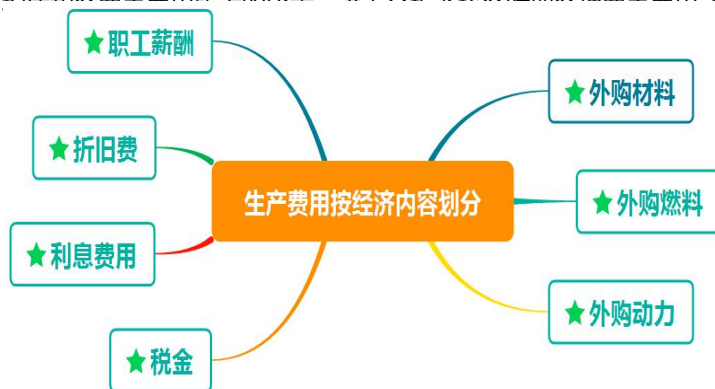 职工薪酬
折旧费
利息费用
税金
生产费用按经济内容划分
外购材料
外购燃料
外购动力